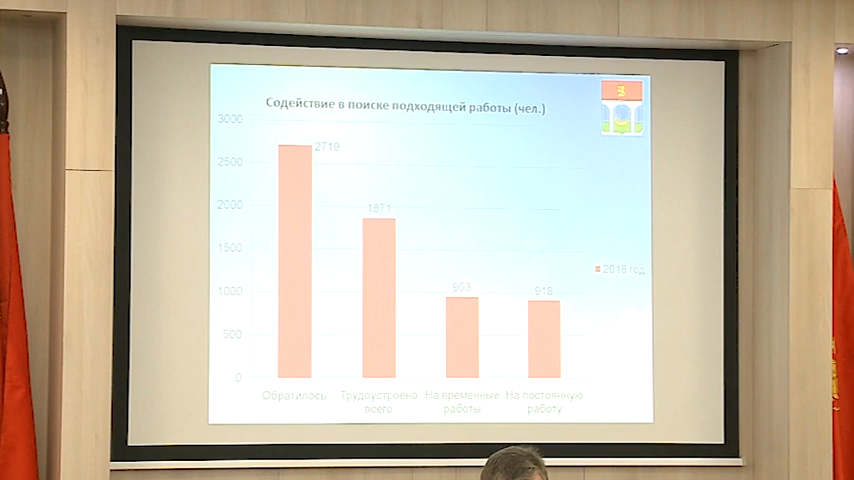 Содействие в поиске подходящей работы (чел.)
3000
2500
2000
1500
1000
500
0
2719
1871
953
918
2018 год
Обратилось
Трудоустроено
всего
На временные
работы
На постоянную
работу